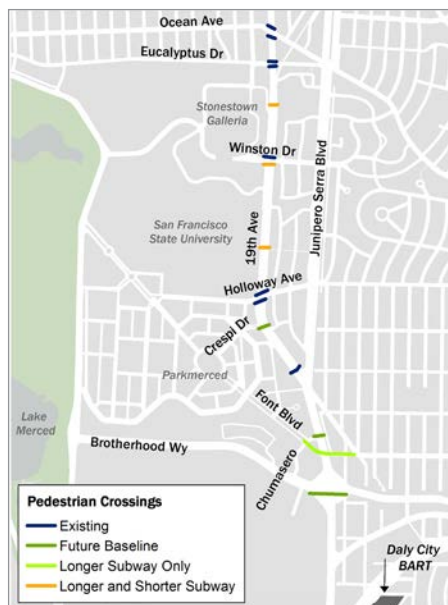 Ocean Ave
Eucalyptus Dr
Stonestown
Galleria
Winston Dr
Junipero Serra Blvd
San Francisco
State University
19th Ave
Holloway Ave
Crespi Dr
Parkmerced
Font Blvd
Lake
Merced
Brotherhood Wy
Chumasero
Pedestrian Crossings
Existing
Future Baseline
Longer Subway Only
Longer and Shorter Subway
Daly City
BART